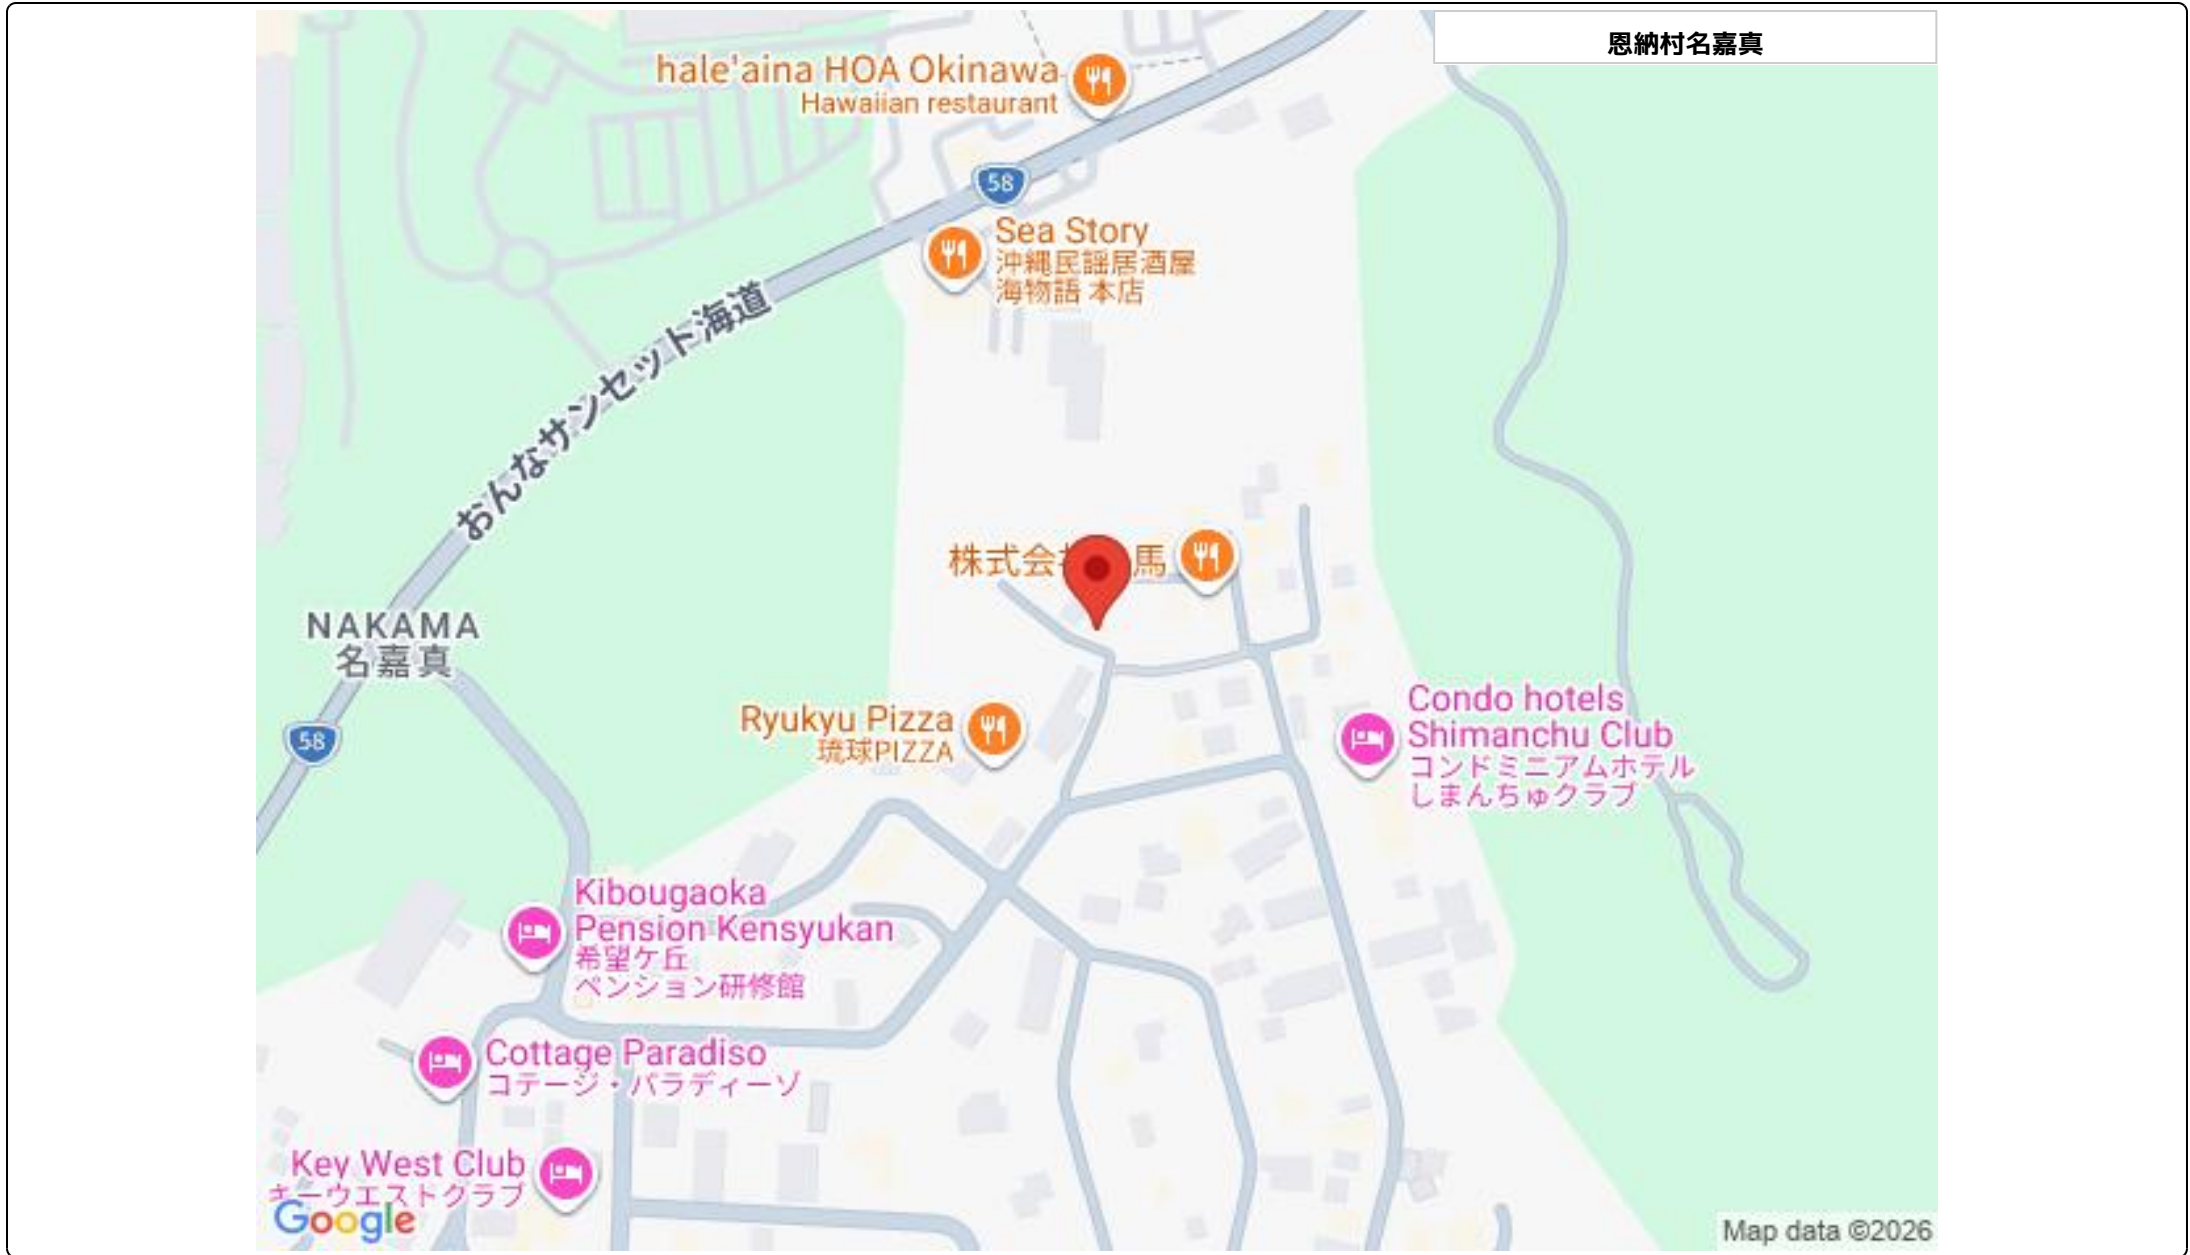 恩納村名嘉真
hale'aina HOA Okinawa
Hawaiian restaurant
58
Sea Story
沖縄民謡居酒屋
海物語 本店
おんなサンセット海道
株式会
馬
NAKAMA
名嘉真
58
Ryukyu Pizza
琉球PIZZA
Condo hotels
Shimanchu Club
コンドミニアムホテル
しまんちゅクラブ
Kibougaoka
Pension Kensyukan
希望ケ丘
ペンション研修館
Cottage Paradiso
コテージ・パラディーゾ
Key West Club
キーウエストクラブ
Google
Map data ©2026